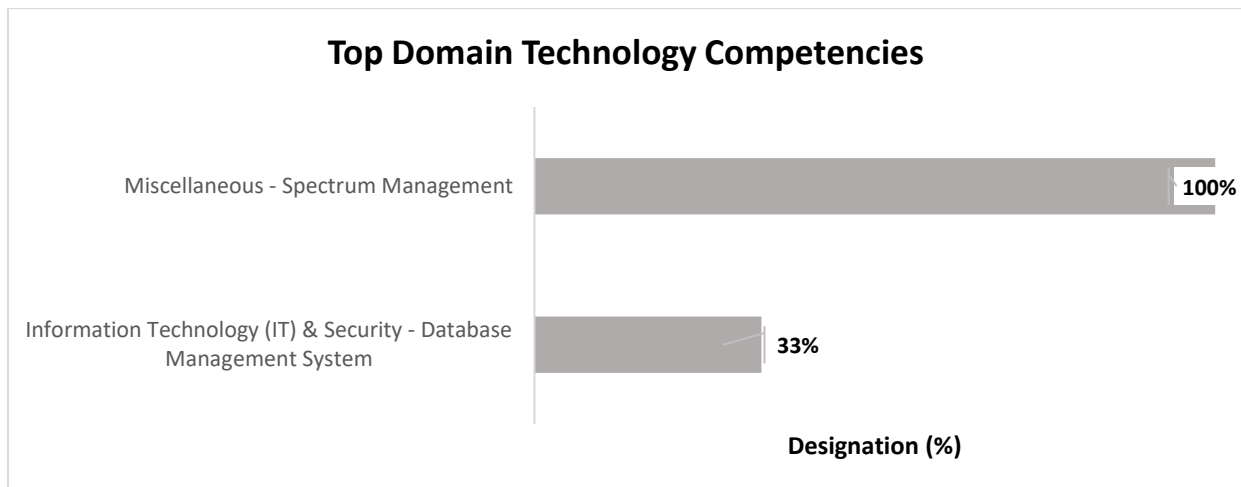 Top Domain Technology Competencies
Miscellaneous - Spectrum Management
100%
Information Technology (IT) & Security - Database
Management System
33%
Designation (%)